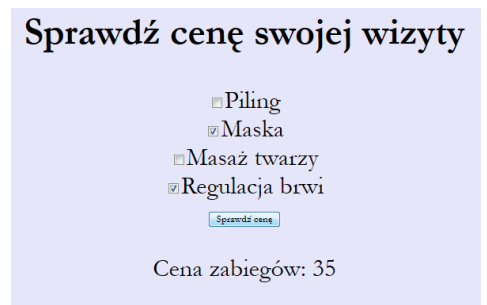 Sprawdź cenę swojej wizyty
Piling
Maska
Masaż twarzy
Regulacja brwi
Sprawdź cenę
Cena zabiegów: 35